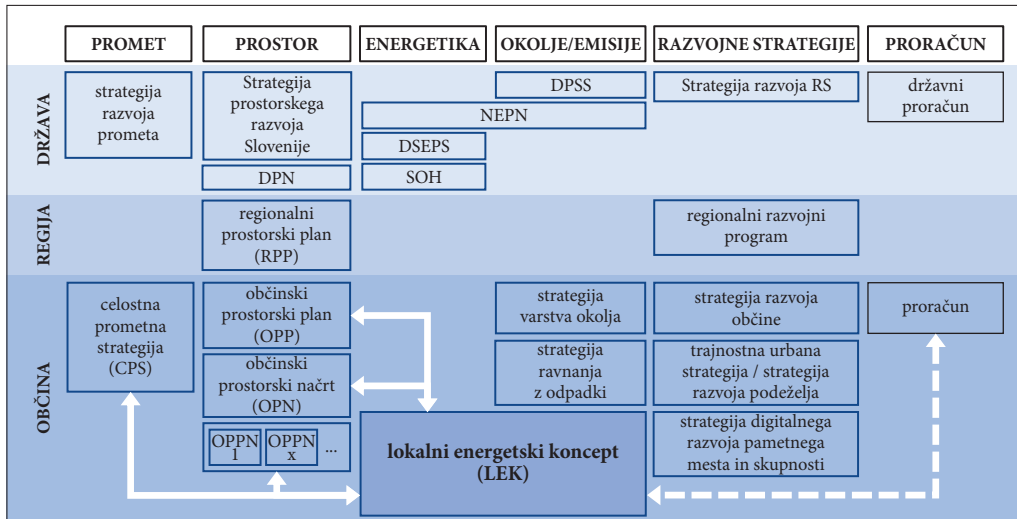 PROMET
PROSTOR
ENERGETIKA
OKOLJE/EMISIJE
RAZVOJNE STRATEGIJE
PRORAČUN
DRŽAVA
strategija
razvoja
prometa
Strategija
prostorskega
razvoja
Slovenije
DPN
DPSS
NEPN
DSEPS
SOH
Strategija razvoja RS
državni
proračun
REGIJA
regionalni
prostorski plan
(RPP)
regionalni razvojni
program
OBČINA
celostna
prometna
strategija
(CPS)
občinski
prostorski plan
(OPP)
občinski
prostorski načrt
(OPN)
OPPN
1
OPPN
x
...
lokalni energetski koncept
(LEK)
strategija
varstva okolja
strategija
ravnanja
z odpadki
strategija razvoja
občine
trajnostna urbana
strategija / strategija
razvoja podeželja
strategija digitalnega
razvoja pametnega
mesta in skupnosti
proračun